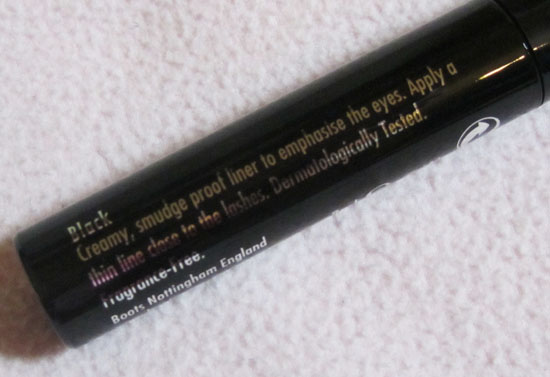 Black
Creamy, smudge proof liner to emphasise the eyes. Apply a
thin line close to the lashes. Dermatologically Tested.
Fragrance-Free.
Boots Nottingham England